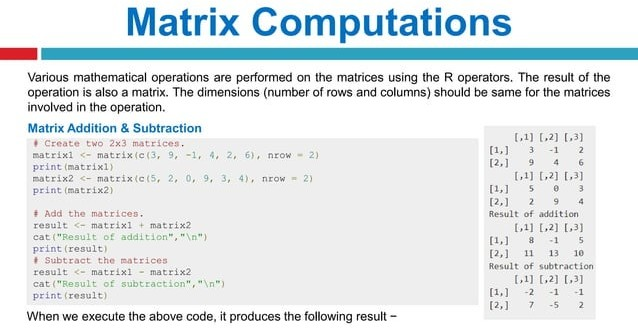 Matrix Computations
Various mathematical operations are performed on the matrices using the R operators. The result of the
operation is also a matrix. The dimensions (number of rows and columns) should be same for the matrices
involved in the operation.
Matrix Addition & Subtraction
# Create two 2x3 matrices.
matrix1 <- matrix(c(3, 9, -1, 4, 2, 6), nrow = 2)
print(matrix1)
matrix2 <- matrix(c(5, 2, 0, 9, 3, 4), nrow = 2)
print(matrix2)
# Add the matrices.
result <- matrix1 + matrix2
cat("Result of addition","\n")
print(result)
# Subtract the matrices
result <- matrix1 - matrix2
cat("Result of subtraction","\n")
print(result)
When we execute the above code, it produces the following result −
[,1] [,2] [,3]
[1,] 3 -1 2
[2,] 9 4 6
[,1] [,2] [,3]
[1,] 5 0 3
[2,] 2 9 4
Result of addition
[,1] [,2] [,3]
[1,] 8 -1 5
[2,] 11 13 10
Result of subtraction
[,1] [,2] [,3]
[1,] -2 -1 -1
[2,] 7 -5 2